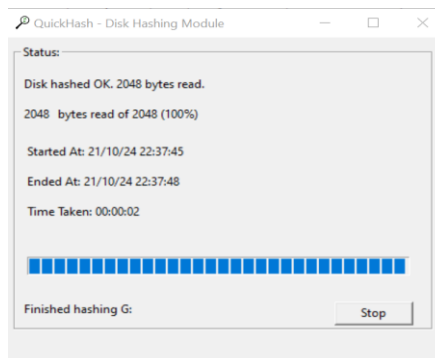 QuickHash - Disk Hashing Module
Status:
Disk hashed OK. 2048 bytes read.
2048 bytes read of 2048 (100%)
Started At: 21/10/24 22:37:45
Ended At: 21/10/24 22:37:48
Time Taken: 00:00:02
Finished hashing G:
Stop